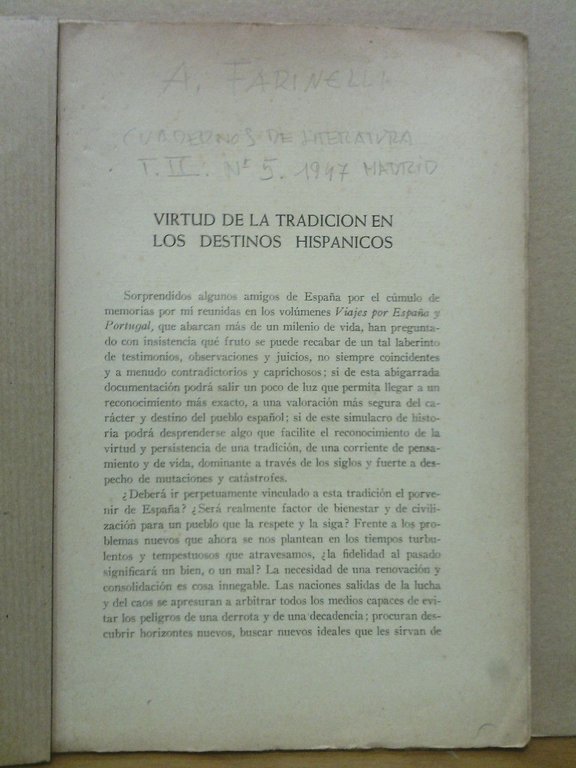 A. FARINELLI
CUADERNOS DE LITERATURA
T. II. Nº 5. 1947 MADRID
VIRTUD DE LA TRADICION EN
LOS DESTINOS HISPANICOS
Sorprendidos algunos amigos de España por el cúmulo de
memorias por mí reunidas en los volúmenes Viajes por España y
Portugal, que abarcan más de un milenio de vida, han pregunta-
do con insistencia qué fruto se puede recabar de un tal laberinto
de testimonios, observaciones y juicios, no siempre coincidentes
y a menudo contradictorios y caprichosos; si de esta abigarrada
documentación podrá salir un poco de luz que permita llegar a un
reconocimiento más exacto, a una valoración más segura del ca-
rácter y destino del pueblo español; si de este simulacro de histo-
ria podrá desprenderse algo que facilite el reconocimiento de la
virtud y persistencia de una tradición, de una corriente de pensa-
miento y de vida, dominante a través de los siglos y fuerte a des-
pecho de mutaciones y catástrofes.
¿Deberá ir perpetuamente vinculado a esta tradición el porve-
nir de España? ¿Será realmente factor de bienestar y de civili-
zación para un pueblo que la respete y la siga? Frente a los pro-
blemas nuevos que ahora se nos plantean en los tiempos turbu-
lentos y tempestuosos que atravesamos, ¿la fidelidad al pasado
significará un bien, o un mal? La necesidad de una renovación y
consolidación es cosa innegable. Las naciones salidas de la lucha
y del caos se apresuran a arbitrar todos los medios capaces de evi-
tar los peligros de una derrota y de una decadencia; procuran des-
cubrir horizontes nuevos, buscar nuevos ideales que les sirvan de